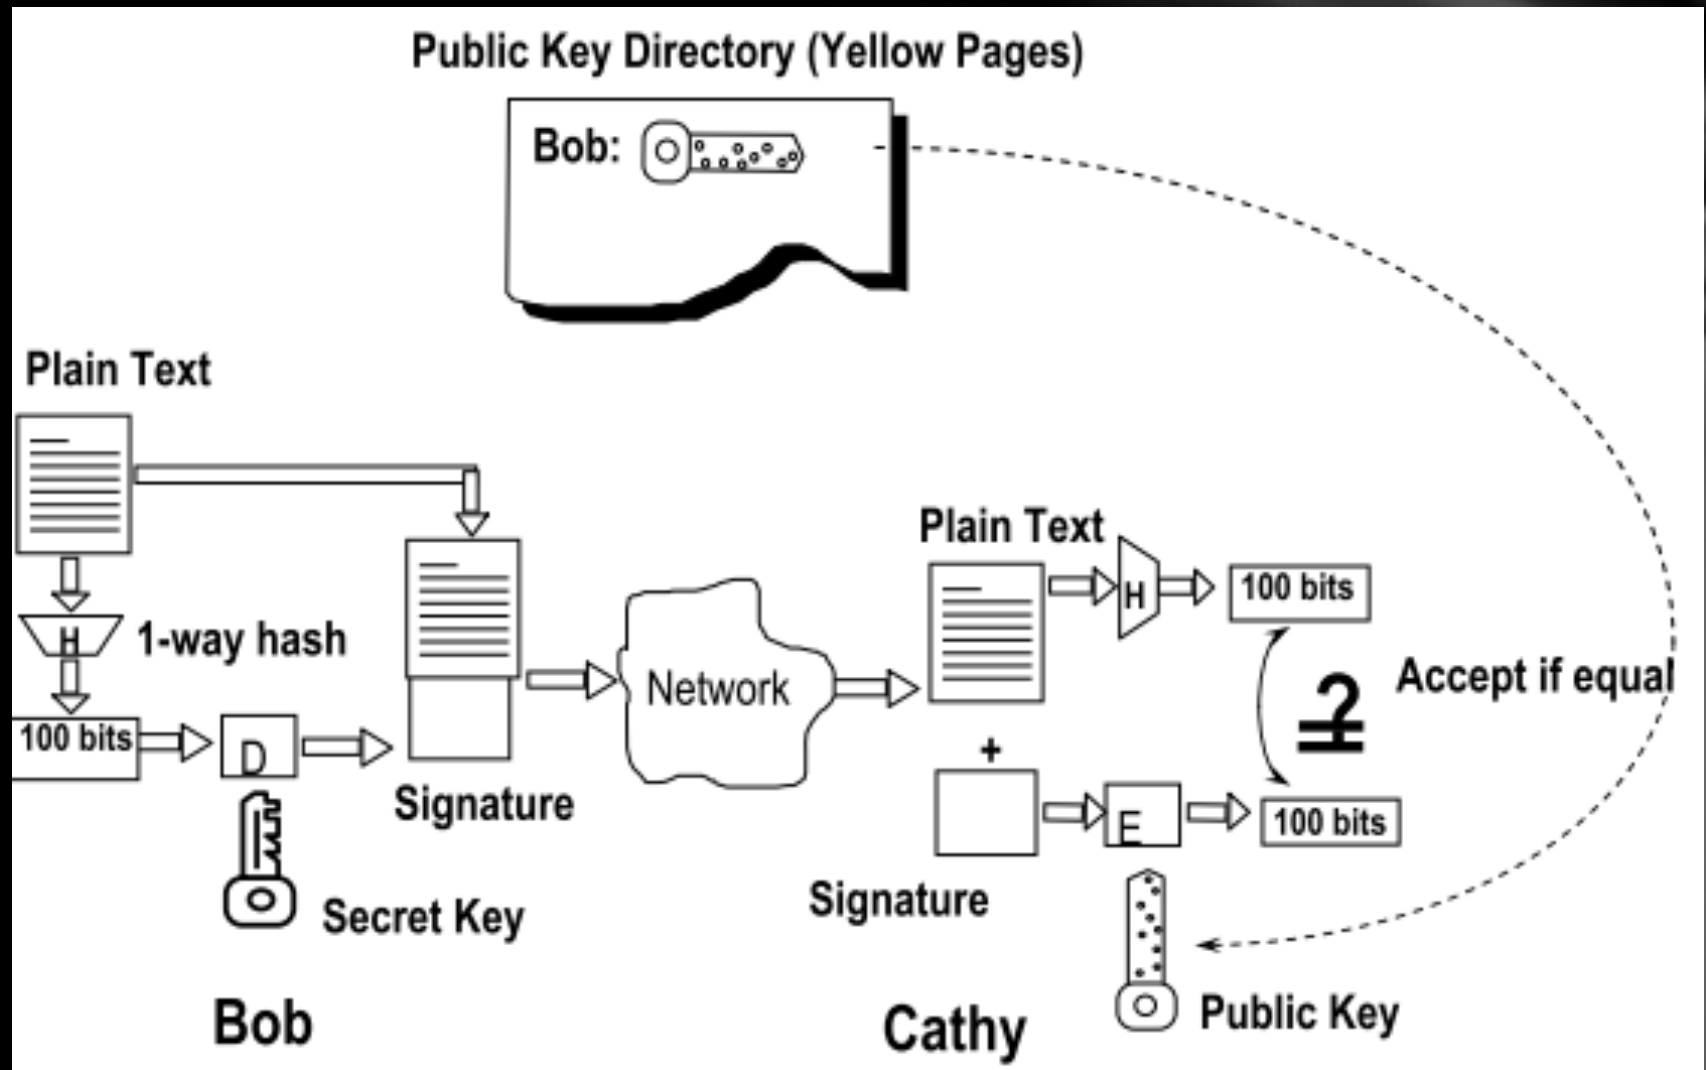 Public Key Directory (Yellow Pages)
Bob:
Plain Text
H
1-way hash
100 bits
D
Signature
Secret Key
Bob
Network
Plain Text
H
100 bits
Accept if equal
?
=
+
E
100 bits
Signature
Public Key
Cathy